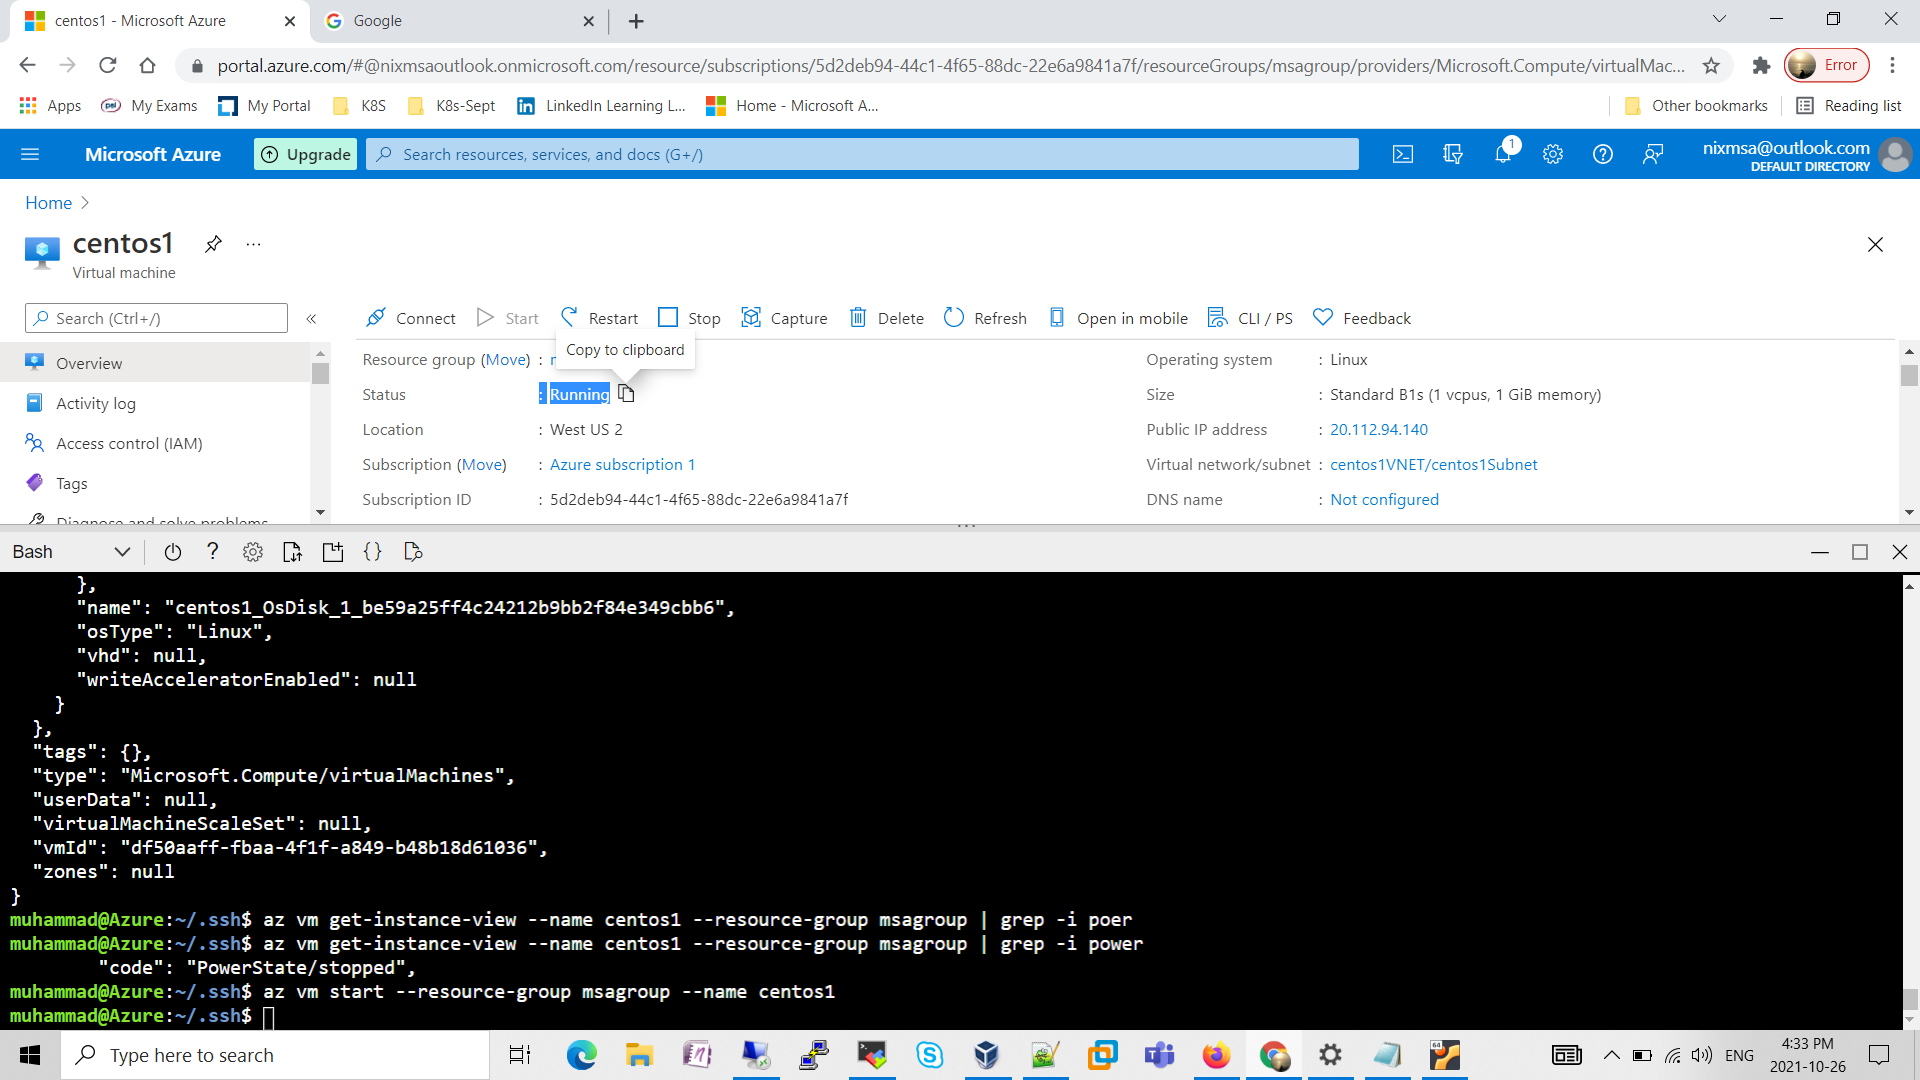 centos1 - Microsoft Azure
Google
portal.azure.com/#@nixmsaoutlook.onmicrosoft.com/resource/subscriptions/5d2deb94-44c1-4f65-88dc-22e6a9841a7f/resourceGroups/msagroup/providers/Microsoft.Compute/virtualMac...
Error
Apps
psi
My Exams
My Portal
K8S
K8s-Sept
LinkedIn Learning L...
Home - Microsoft A...
Other bookmarks
Reading list
Microsoft Azure
Upgrade
Search resources, services, and docs (G+/)
1
nixmsa@outlook.com
DEFAULT DIRECTORY
Home
centos1
...
Virtual machine
Search (Ctrl+/)
«
Connect
Start
Restart
Stop
Capture
Delete
Refresh
Open in mobile
CLI / PS
Feedback
Overview
Activity log
Access control (IAM)
Tags
Diagnose and solve problems
Copy to clipboard
Resource group (Move) :
Status : Running
Location : West US 2
Subscription (Move) : Azure subscription 1
Subscription ID : 5d2deb94-44c1-4f65-88dc-22e6a9841a7f
Operating system : Linux
Size : Standard B1s (1 vcpus, 1 GiB memory)
Public IP address : 20.112.94.140
Virtual network/subnet : centos1VNET/centos1Subnet
DNS name : Not configured
Bash
?
{}
},
"name": "centos1_OsDisk_1_be59a25ff4c24212b9bb2f84e349cbb6",
"osType": "Linux",
"vhd": null,
"writeAcceleratorEnabled": null
}
},
"tags": {},
"type": "Microsoft.Compute/virtualMachines",
"userData": null,
"virtualMachineScaleSet": null,
"vmId": "df50aaff-fbaa-4f1f-a849-b48b18d61036",
"zones": null
}
muhammad@Azure:~/.ssh$ az vm get-instance-view --name centos1 --resource-group msagroup | grep -i poer
muhammad@Azure:~/.ssh$ az vm get-instance-view --name centos1 --resource-group msagroup | grep -i power
"code": "PowerState/stopped",
muhammad@Azure:~/.ssh$ az vm start --resource-group msagroup --name centos1
muhammad@Azure:~/.ssh$
Type here to search
64
ENG
4:33 PM
2021-10-26